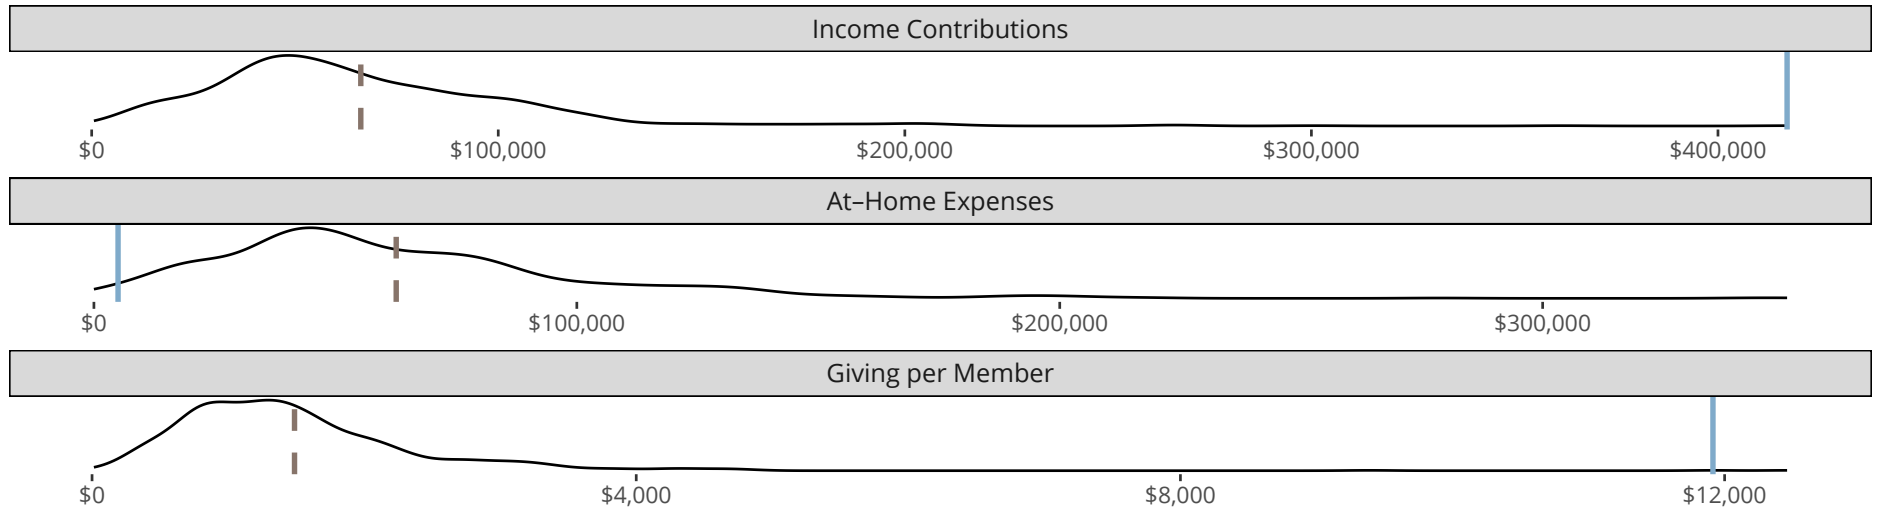 Income Contributions
$0 $100,000 $200,000 $300,000 $400,000
At–Home Expenses
$0 $100,000 $200,000 $300,000
Giving per Member
$0 $4,000 $8,000 $12,000